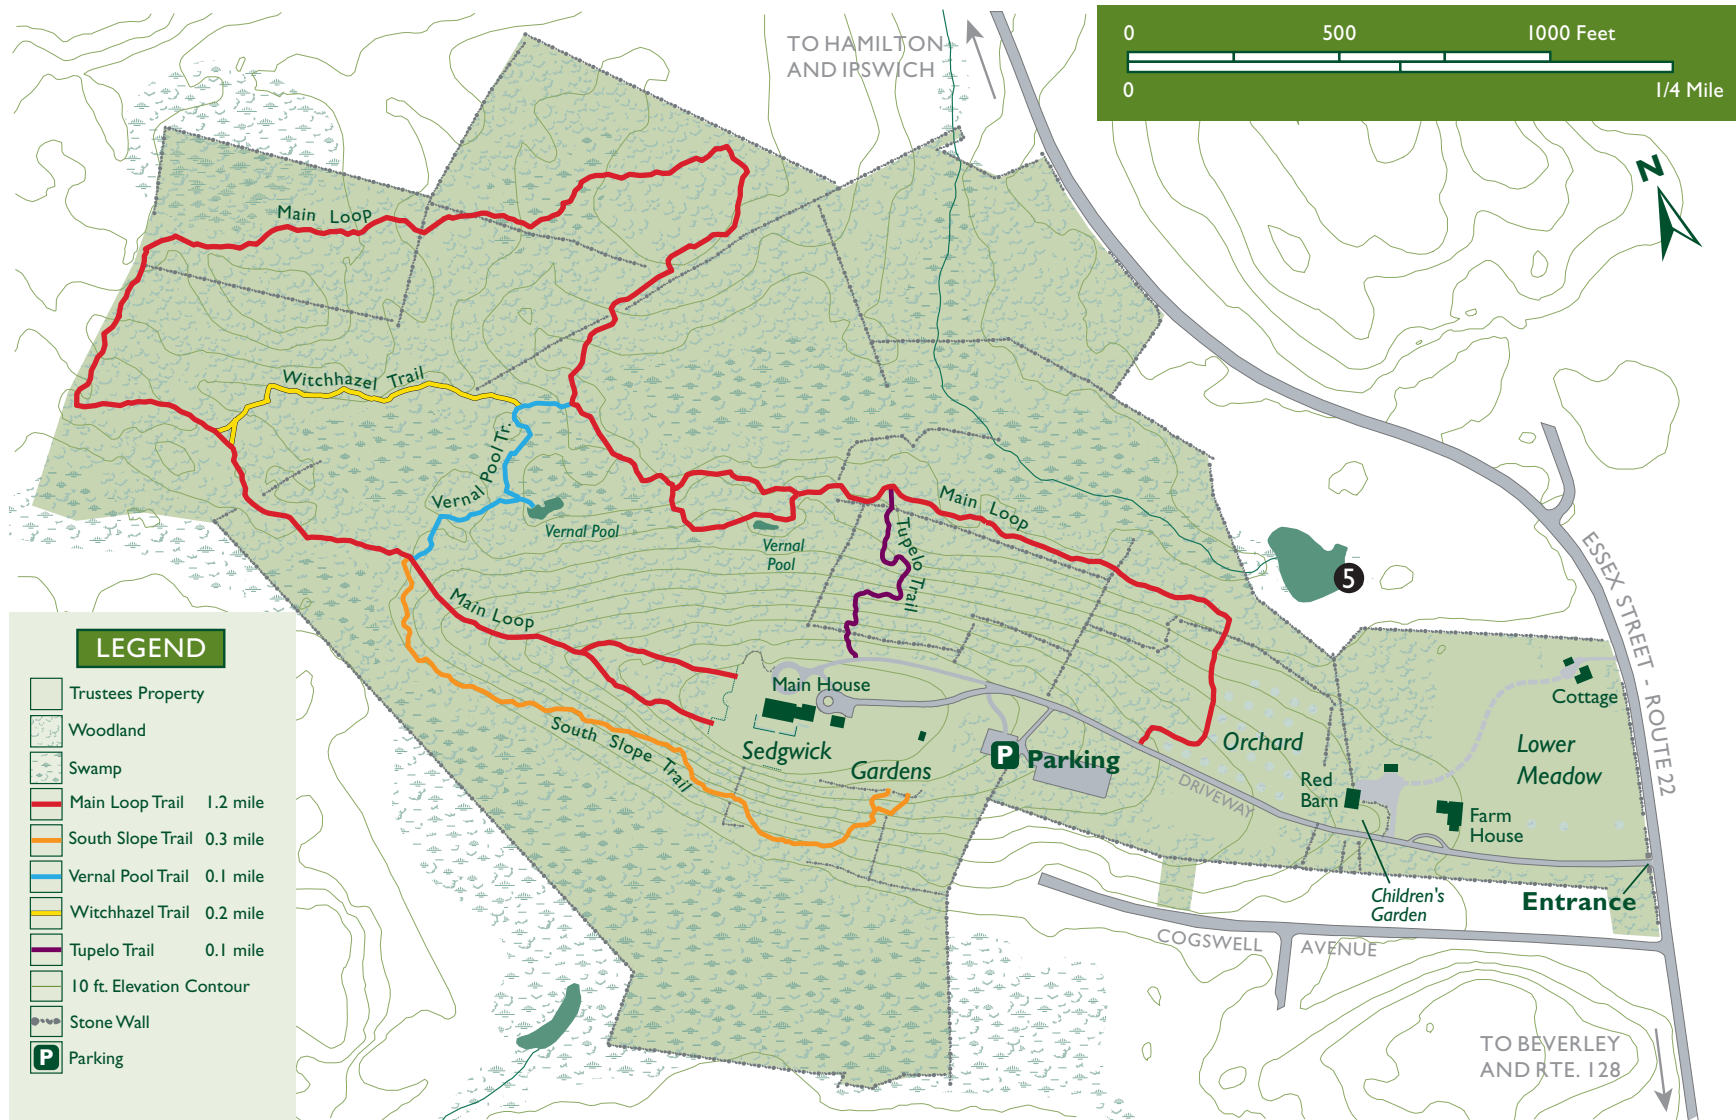 TO HAMILTON
AND IPSWICH
0 500 1000 Feet
0 1/4 Mile
N
Main Loop
Witchhazel Trail
Vernal Pool Tr.
Vernal Pool
Vernal
Pool
Main Loop
Tupelo Trail
5
ESSEX STREET - ROUTE 22
Main Loop
Main House
Sedgwick
Gardens
South Slope Trail
P Parking
DRIVEWAY
Orchard
Red
Barn
Cottage
Lower
Meadow
Farm
House
Children's
Garden
Entrance
COGSWELL AVENUE
TO BEVERLEY
AND RTE. 128
LEGEND
Trustees Property
Woodland
Swamp
Main Loop Trail 1.2 mile
South Slope Trail 0.3 mile
Vernal Pool Trail 0.1 mile
Witchhazel Trail 0.2 mile
Tupelo Trail 0.1 mile
10 ft. Elevation Contour
Stone Wall
P Parking